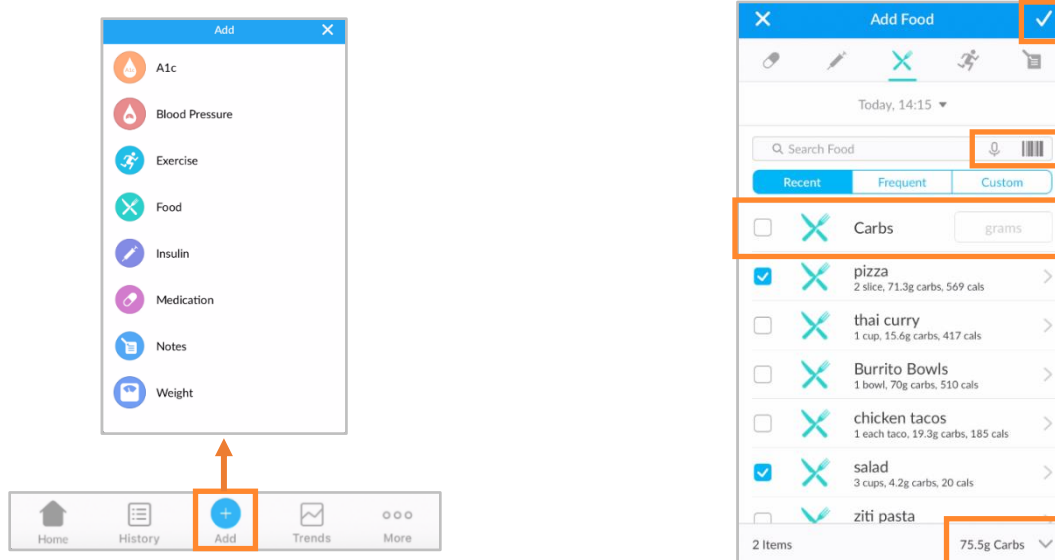 Add
A1c
Blood Pressure
Exercise
Food
Insulin
Medication
Notes
Weight
Home
History
Add
Trends
More
Add Food
Today, 14:15
Search Food
Recent
Frequent
Custom
Carbs
grams
pizza
2 slice, 71.3g carbs, 569 cals
thai curry
1 cup, 15.6g carbs, 417 cals
Burrito Bowls
1 bowl, 70g carbs, 510 cals
chicken tacos
1 each taco, 19.3g carbs, 185 cals
salad
3 cups, 4.2g carbs, 20 cals
ziti pasta
2 Items
75.5g Carbs